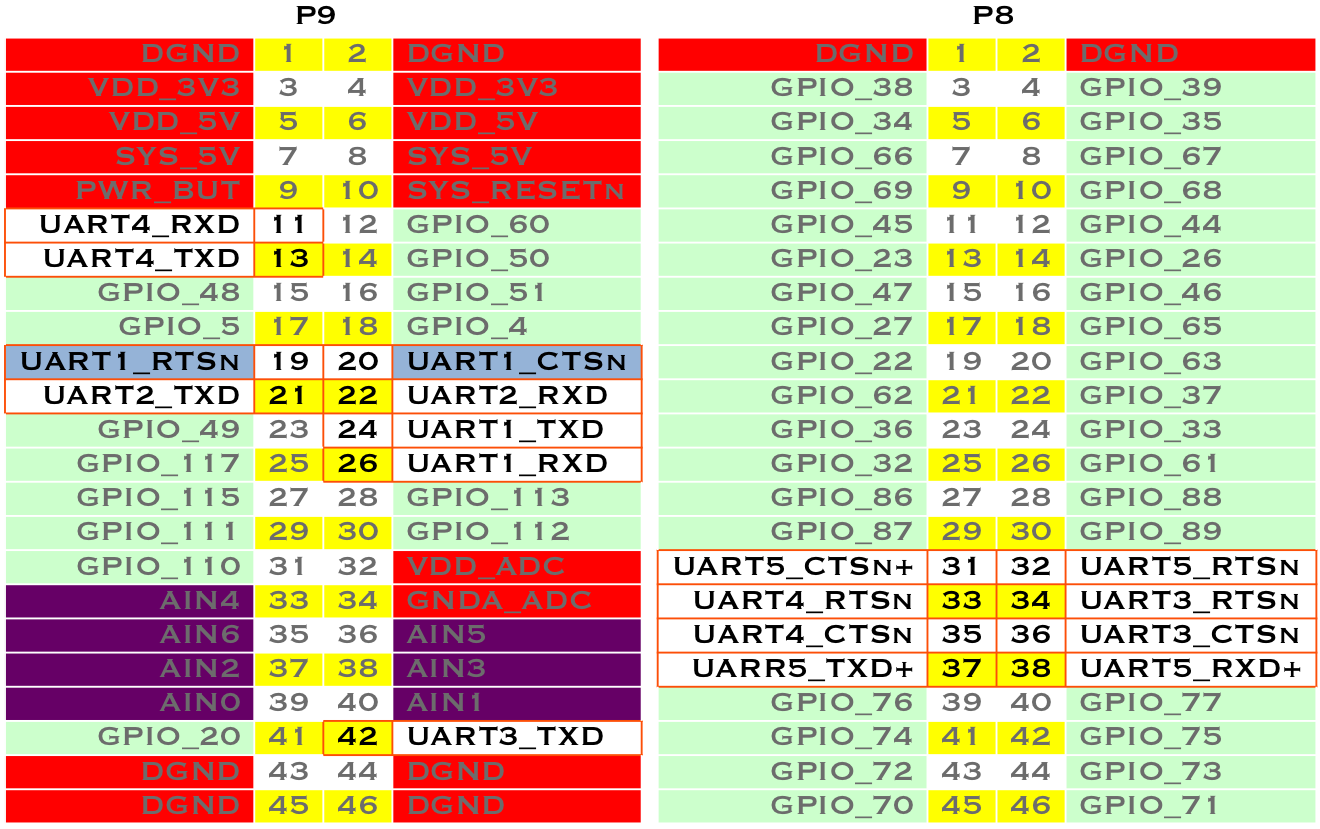 P9 P8
DGND 1 2 DGND DGND 1 2 DGND
VDD_3V3 3 4 VDD_3V3 GPIO_38 3 4 GPIO_39
VDD_5V 5 6 VDD_5V GPIO_34 5 6 GPIO_35
SYS_5V 7 8 SYS_5V GPIO_66 7 8 GPIO_67
PWR_BUT 9 10 SYS_RESETN GPIO_69 9 10 GPIO_68
UART4_RXD 11 12 GPIO_60 GPIO_45 11 12 GPIO_44
UART4_TXD 13 14 GPIO_50 GPIO_23 13 14 GPIO_26
GPIO_48 15 16 GPIO_51 GPIO_47 15 16 GPIO_46
GPIO_5 17 18 GPIO_4 GPIO_27 17 18 GPIO_65
UART1_RTSN 19 20 UART1_CTSN GPIO_22 19 20 GPIO_63
UART2_TXD 21 22 UART2_RXD GPIO_62 21 22 GPIO_37
GPIO_49 23 24 UART1_TXD GPIO_36 23 24 GPIO_33
GPIO_117 25 26 UART1_RXD GPIO_32 25 26 GPIO_61
GPIO_115 27 28 GPIO_113 GPIO_86 27 28 GPIO_88
GPIO_111 29 30 GPIO_112 GPIO_87 29 30 GPIO_89
GPIO_110 31 32 VDD_ADC UART5_CTSN+ 31 32 UART5_RTSN
AIN4 33 34 GNDA_ADC UART4_RTSN 33 34 UART3_RTSN
AIN6 35 36 AIN5 UART4_CTSN 35 36 UART3_CTSN
AIN2 37 38 AIN3 UARR5_TXD+ 37 38 UART5_RXD+
AIN0 39 40 AIN1 GPIO_76 39 40 GPIO_77
GPIO_20 41 42 UART3_TXD GPIO_74 41 42 GPIO_75
DGND 43 44 DGND GPIO_72 43 44 GPIO_73
DGND 45 46 DGND GPIO_70 45 46 GPIO_71